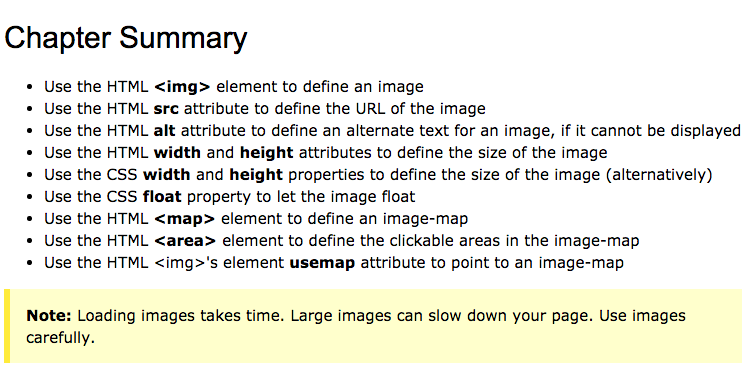 Chapter Summary
• Use the HTML <img> element to define an image
• Use the HTML src attribute to define the URL of the image
• Use the HTML alt attribute to define an alternate text for an image, if it cannot be displayed
• Use the HTML width and height attributes to define the size of the image
• Use the CSS width and height properties to define the size of the image (alternatively)
• Use the CSS float property to let the image float
• Use the HTML <map> element to define an image-map
• Use the HTML <area> element to define the clickable areas in the image-map
• Use the HTML <img>'s element usemap attribute to point to an image-map
Note: Loading images takes time. Large images can slow down your page. Use images
carefully.